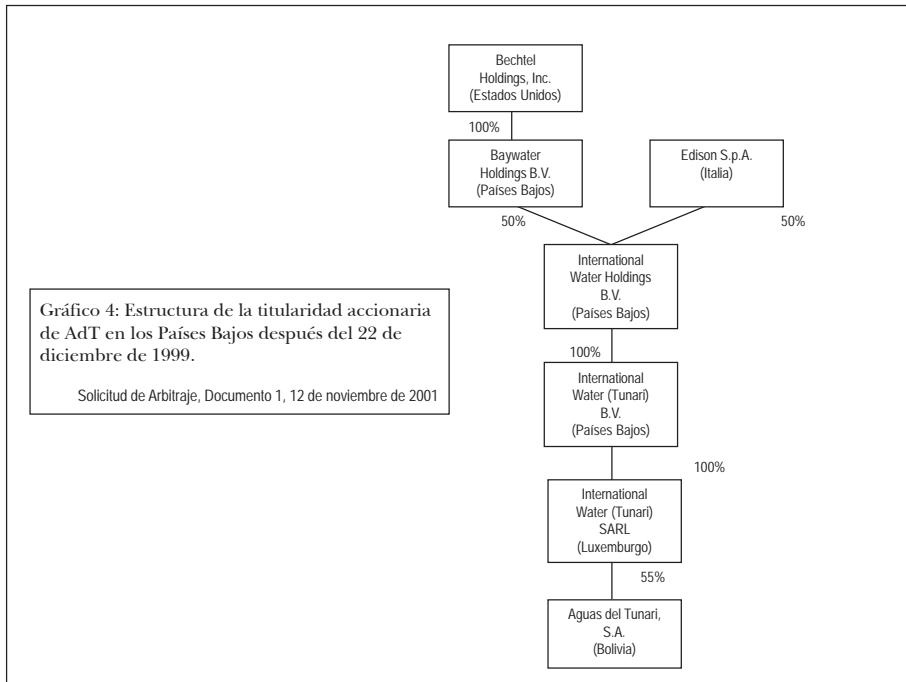 Bechtel
Holdings, Inc.
(Estados Unidos)
100%
Baywater
Holdings B.V.
(Países Bajos)
Edison S.p.A.
(Italia)
50%
50%
International
Water Holdings
B.V.
(Países Bajos)
Gráfico 4: Estructura de la titularidad accionaria
de AdT en los Países Bajos después del 22 de
diciembre de 1999.
Solicitud de Arbitraje, Documento 1, 12 de noviembre de 2001
100%
International
Water (Tunari)
B.V.
(Países Bajos)
100%
International
Water (Tunari)
SARL
(Luxemburgo)
55%
Aguas del Tunari,
S.A.
(Bolivia)